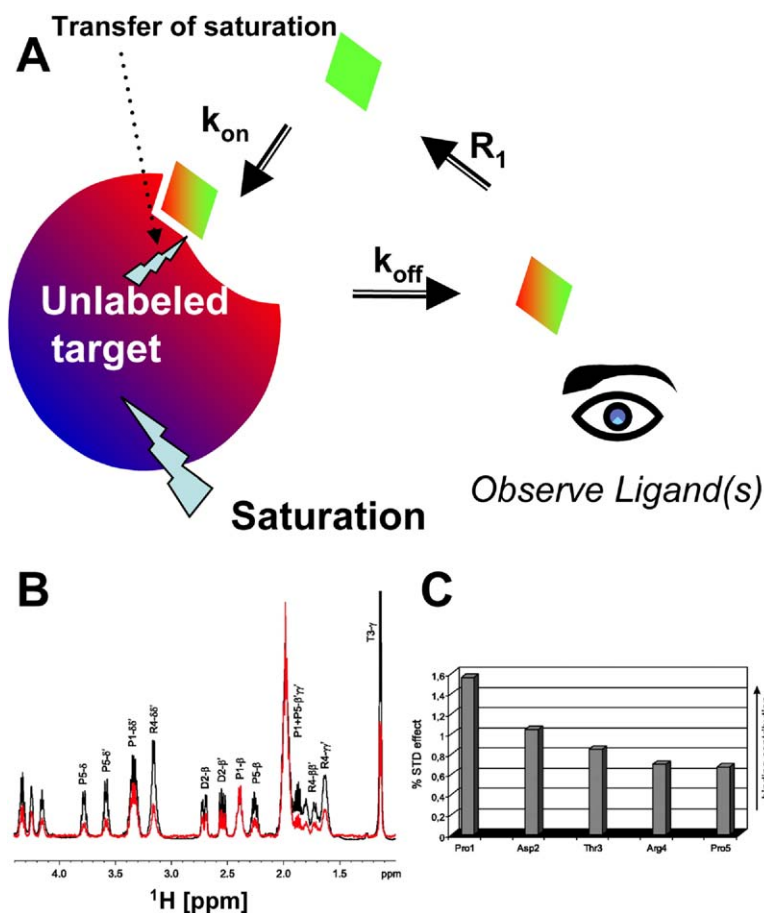 A
Transfer of saturation
k_on
R_1
k_off
Unlabeled
target
Saturation
Observe Ligand(s)
B
P5-δ
P5-δ'
P1-δδ'
R4-δδ'
D2-β
D2-β'
P1-β
P5-β
P1+P5-β'γγ'
R4-ββ'
R4-γγ'
T3-γ
4.0 3.5 3.0 2.5 2.0 1.5 ppm
¹H [ppm]
C
% STD effect
1,6
1,4
1,2
1
0,8
0,6
0,4
0,2
0
Pro1 Asp2 Thr3 Arg4 Pro5